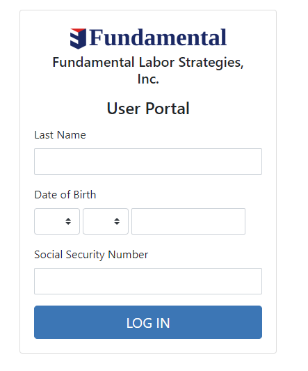 Fundamental
Fundamental Labor Strategies,
Inc.
User Portal
Last Name
Date of Birth
Social Security Number
LOG IN